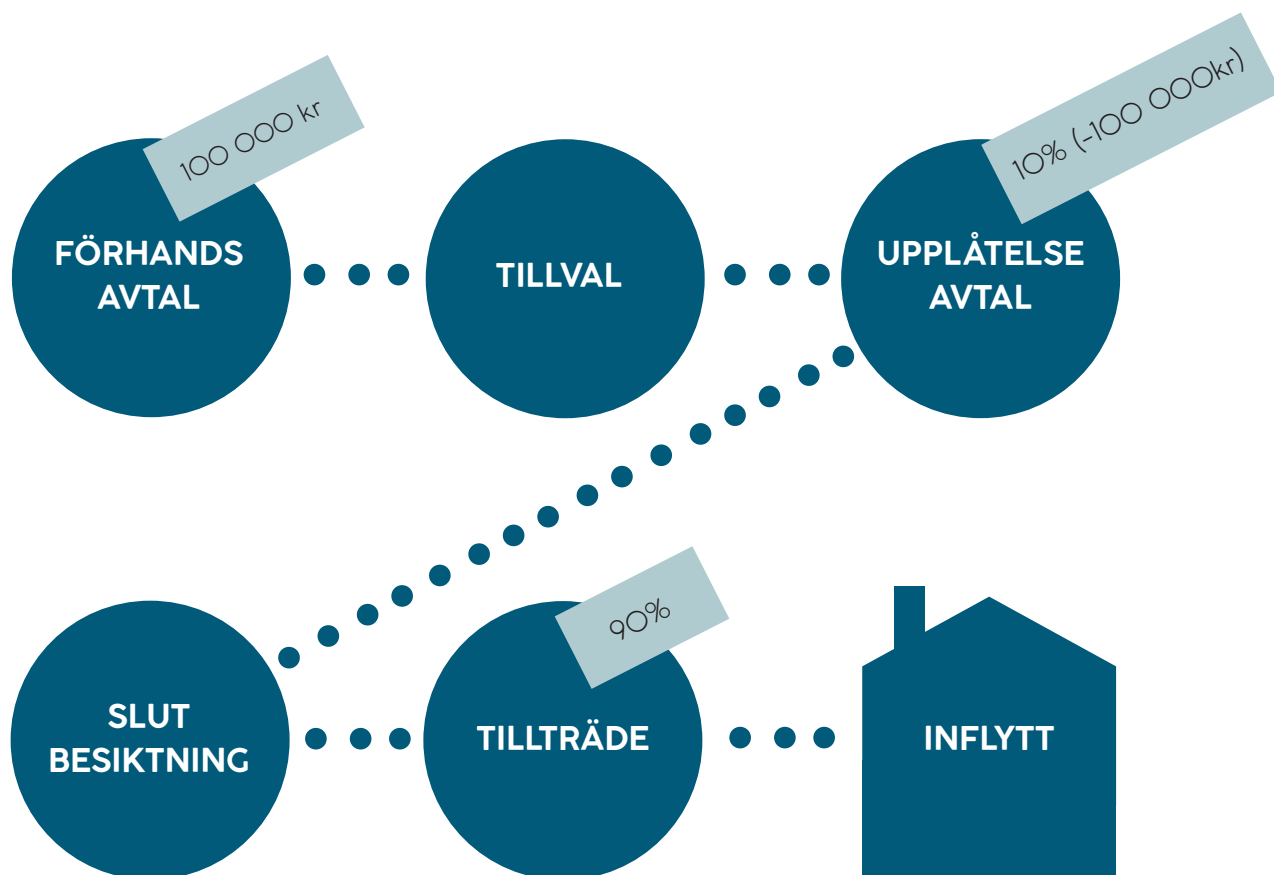 100 000 kr
FÖRHANDS
AVTAL
TILLVAL
10% (-100 000kr)
UPPLÅTELSE
AVTAL
SLUT
BESIKTNING
90%
TILLTRÄDE
INFLYTT